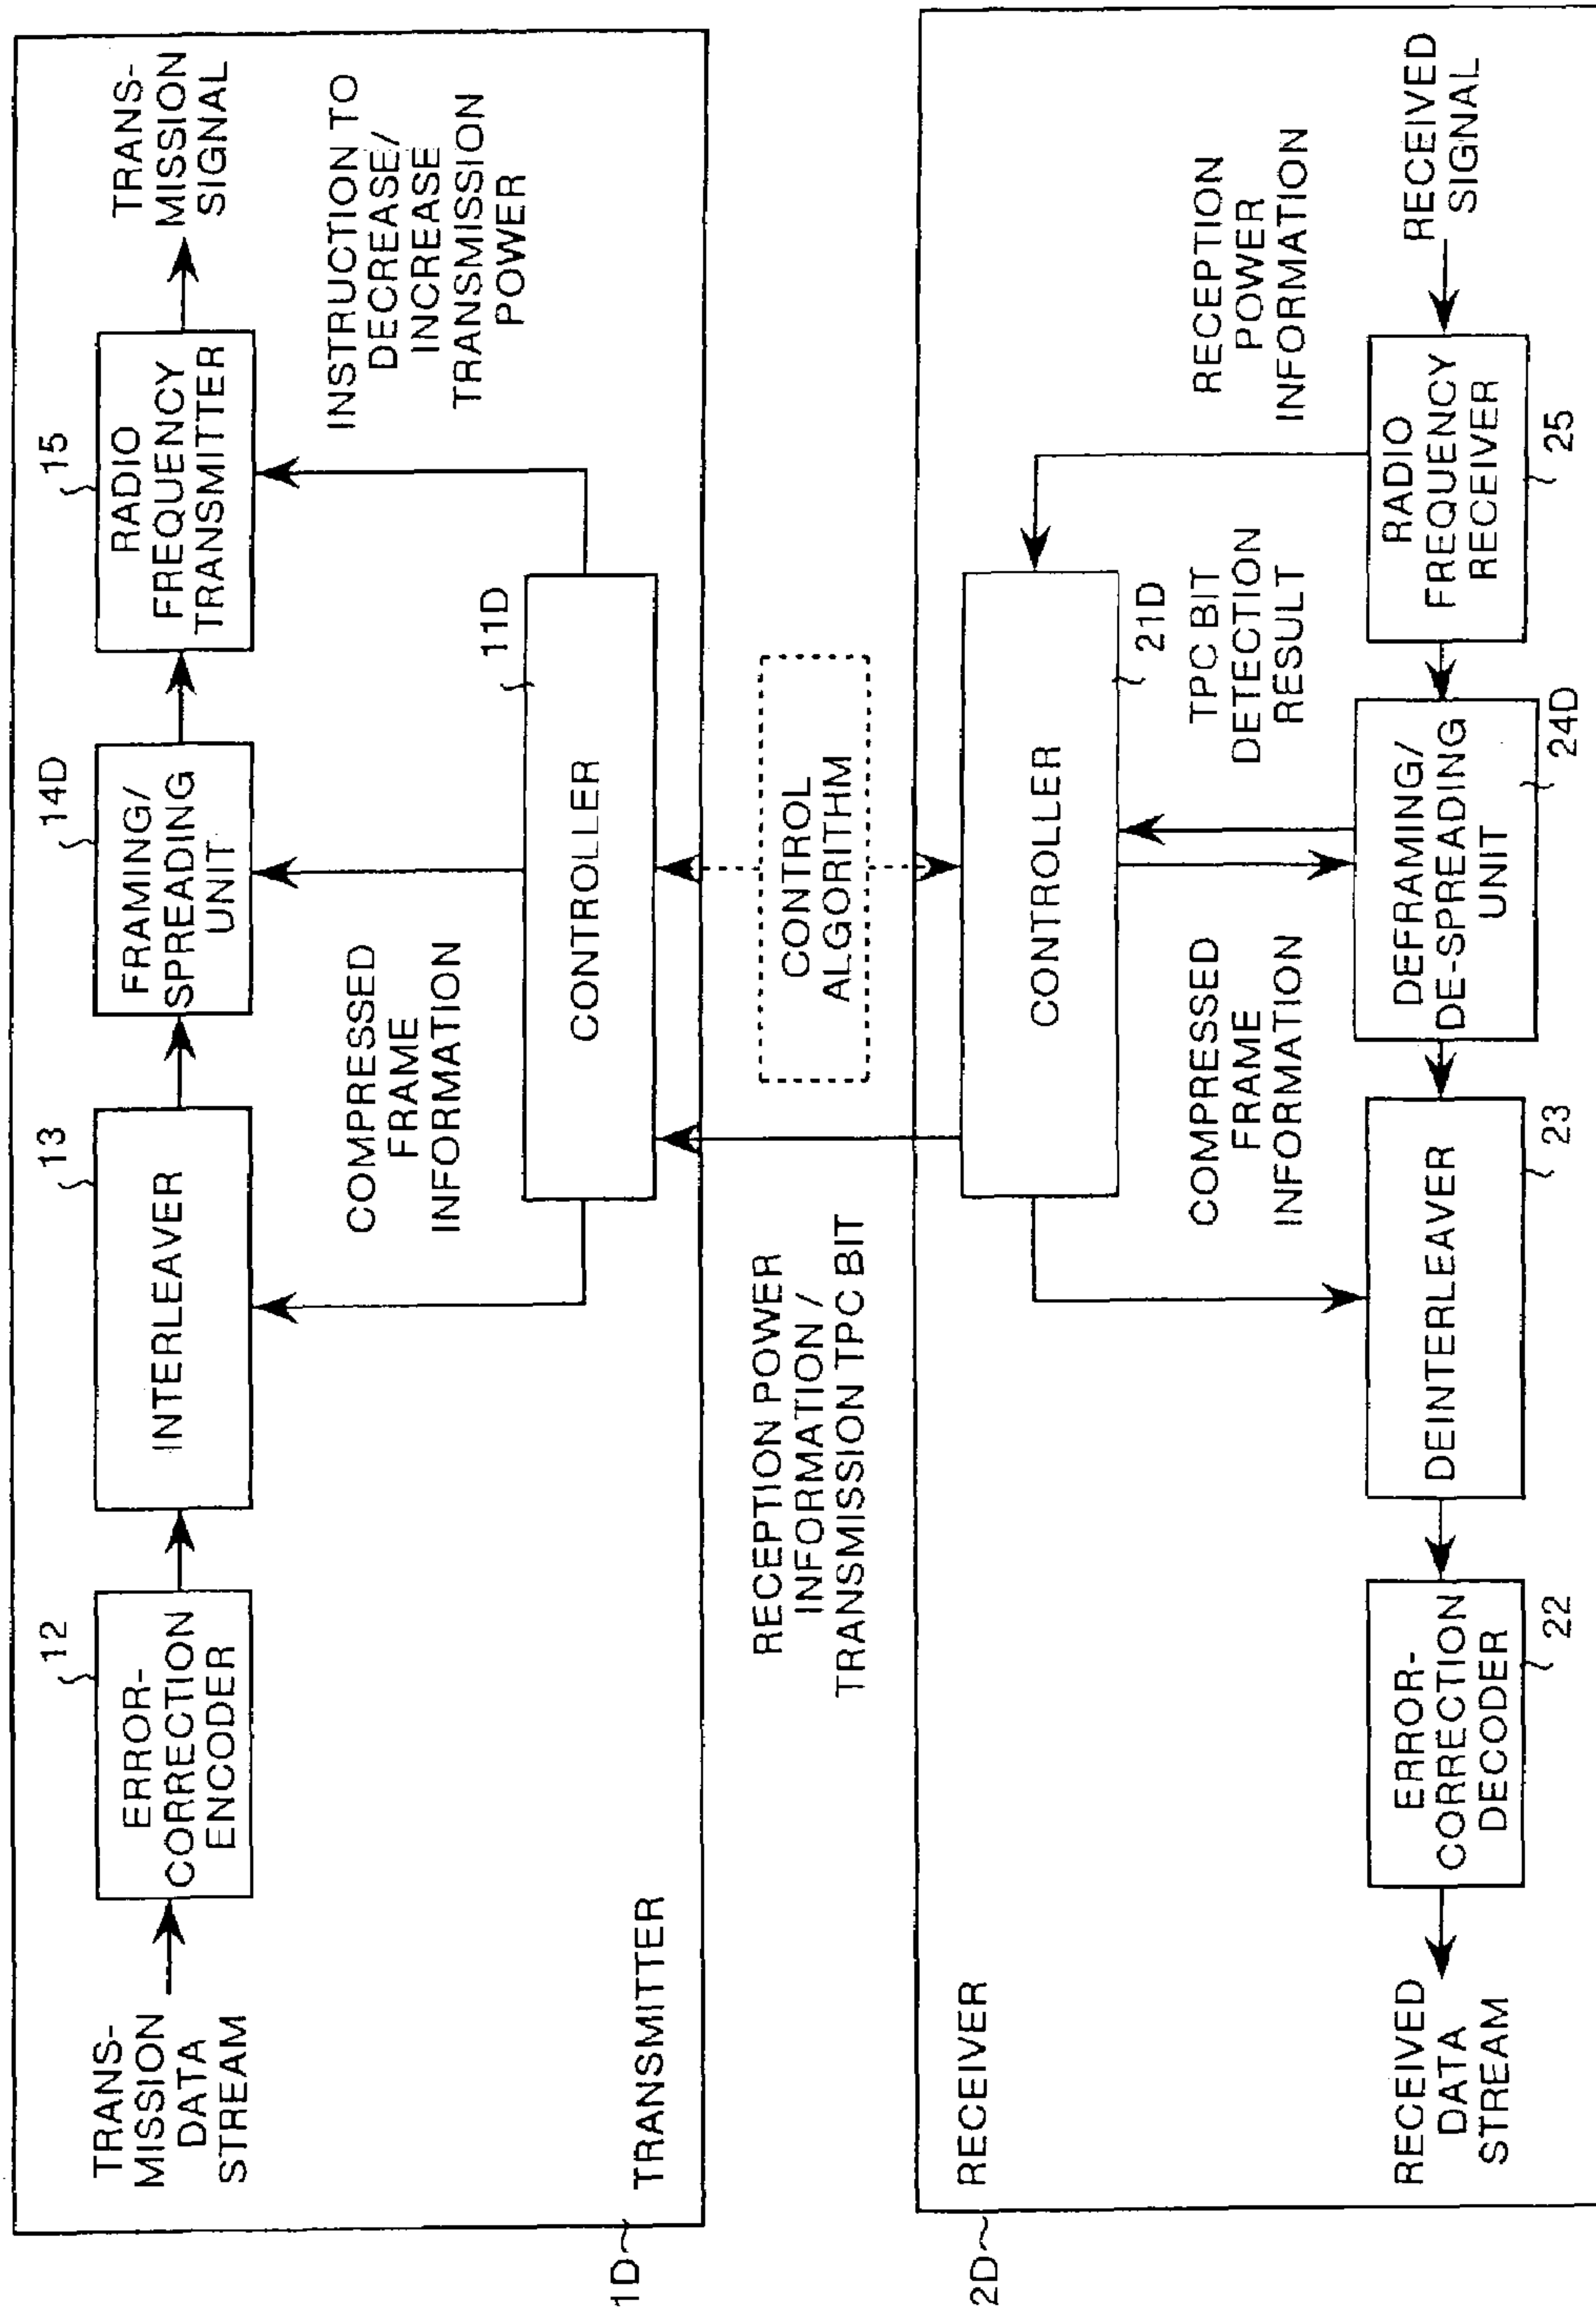 TRANS-
MISSION
DATA
STREAM
12
ERROR-
CORRECTION
ENCODER
13
INTERLEAVER
14D
FRAMING/
SPREADING
UNIT
15
RADIO
FREQUENCY
TRANSMITTER
TRANS-
MISSION
SIGNAL
COMPRESSED
FRAME
INFORMATION
INSTRUCTION TO
DECREASE/
INCREASE
TRANSMISSION
POWER
11D
CONTROLLER
TRANSMITTER
1D
RECEPTION POWER
INFORMATION /
TRANSMISSION TPC BIT
CONTROL
ALGORITHM
2D
RECEIVER
CONTROLLER
21D
COMPRESSED
FRAME
INFORMATION
TPC BIT
DETECTION
RESULT
RECEPTION
POWER
INFORMATION
RECEIVED
DATA
STREAM
ERROR-
CORRECTION
DECODER
22
DEINTERLEAVER
23
DEFRAMING/
DE-SPREADING
UNIT
24D
RADIO
FREQUENCY
RECEIVER
25
RECEIVED
SIGNAL